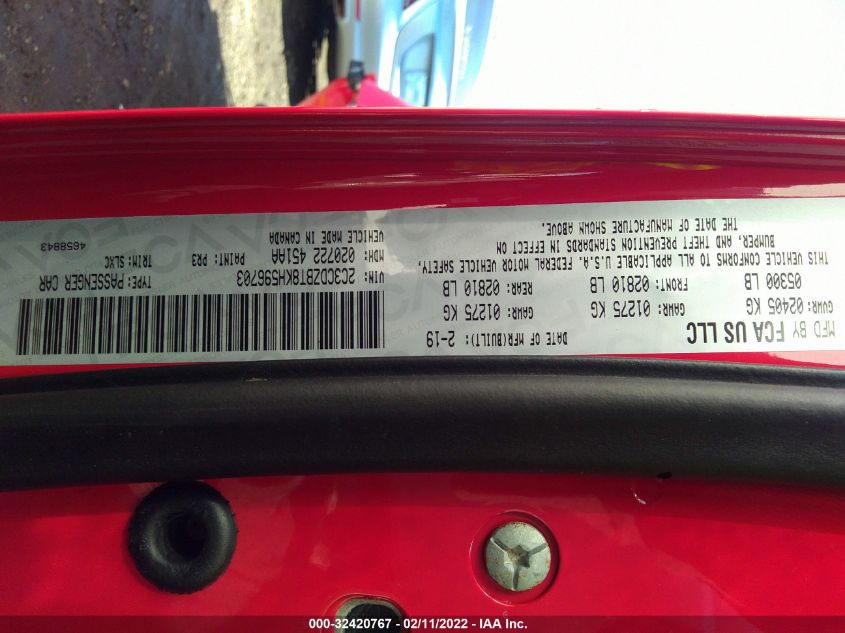 MFD BY FCA US LLC
DATE OF MFR(BUILT): 2-19
GVWR: 02405 KG
05300 LB
GAWR: 01275 KG
FRONT: 02810 LB
GAWR: 01275 KG
REAR: 02810 LB
THIS VEHICLE CONFORMS TO ALL APPLICABLE U.S.A. FEDERAL MOTOR VEHICLE SAFETY,
BUMPER, AND THEFT PREVENTION STANDARDS IN EFFECT ON
THE DATE OF MANUFACTURE SHOWN ABOVE.
VIN: 2C3CDZBT8KH596703
TYPE: PASSENGER CAR
MDH: 020722 451AA
PAINT: PR3
TRIM: SLXC
VEHICLE MADE IN CANADA
4658843
000-32420767 - 02/11/2022 - IAA Inc.